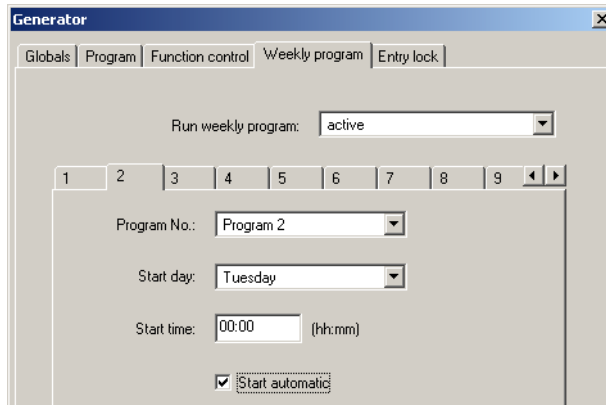 Generator
Globals Program Function control Weekly program Entry lock
Run weekly program: active
1 2 3 4 5 6 7 8 9
Program No.: Program 2
Start day: Tuesday
Start time: 00:00 (hh:mm)
Start automatic